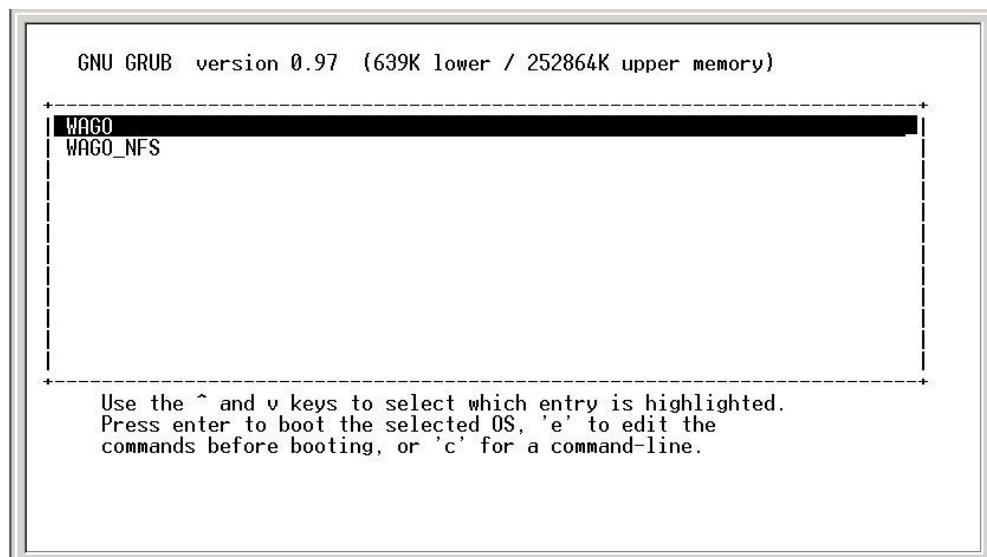 GNU GRUB version 0.97 (639K lower / 252864K upper memory)
WAGO
WAGO_NFS
Use the ^ and v keys to select which entry is highlighted.
Press enter to boot the selected OS, 'e' to edit the
commands before booting, or 'c' for a command-line.